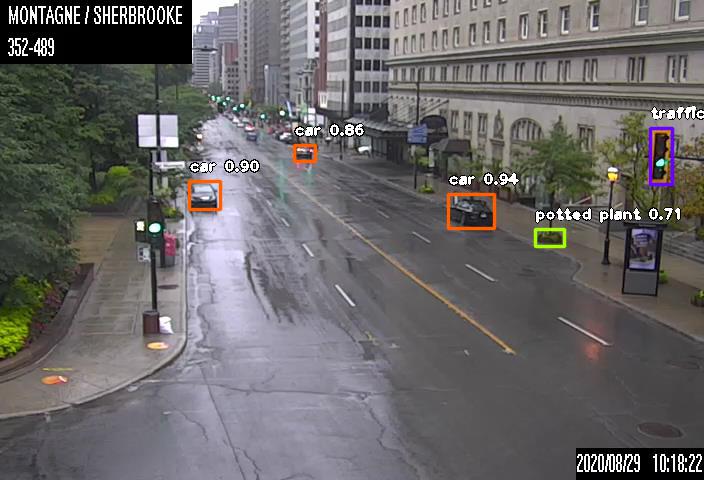 MONTAGNE / SHERBROOKE
352-489
traffic
car 0.86
car 0.90
car 0.94
potted plant 0.71
2020/08/29 10:18:22